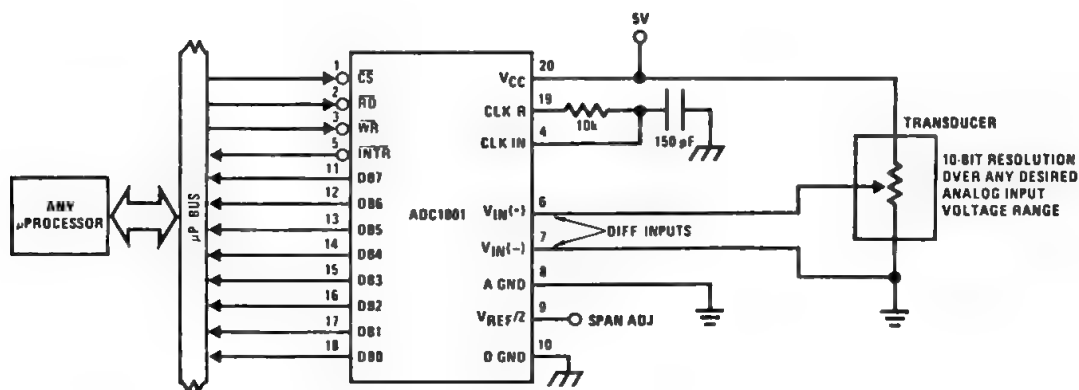 5V
1 CS
2 RD
3 WR
5 INTR
11 DB7
12 DB6
13 DB5
14 DB4
15 DB3
16 DB2
17 DB1
18 DB0
ANY
µPROCESSOR
µP BUS
ADC1001
VCC 20
CLK R 19
CLK IN 4
10k
150 pF
VIN(+) 6
VIN(–) 7
DIFF INPUTS
A GND 8
VREF/2 9
SPAN ADJ
D GND 10
TRANSDUCER
10-BIT RESOLUTION
OVER ANY DESIRED
ANALOG INPUT
VOLTAGE RANGE